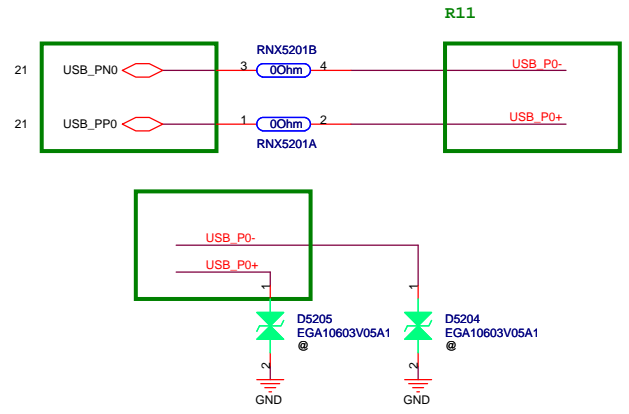 R11
RNX5201B
21 USB_PN0 3 0Ohm 4 USB_P0-
21 USB_PP0 1 0Ohm 2 USB_P0+
RNX5201A
USB_P0-
USB_P0+
1 1
D5205 D5204
EGA10603V05A1 EGA10603V05A1
@ @
2 2
GND GND